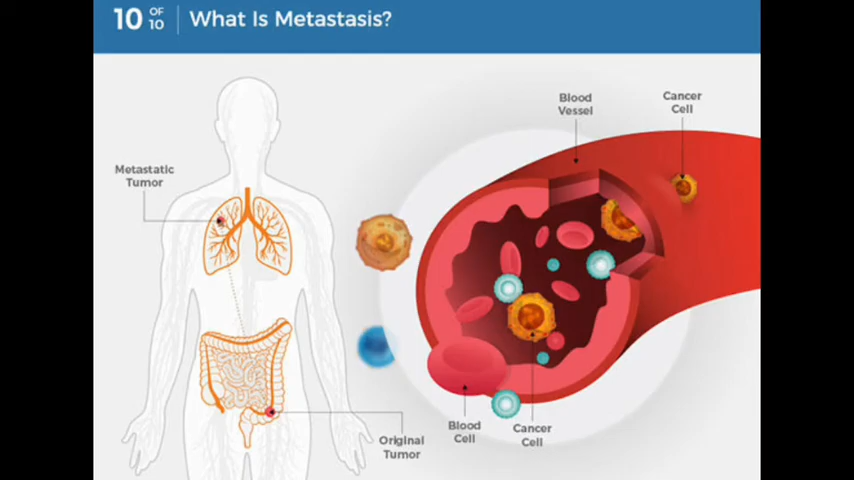 10 OF 10 What Is Metastasis?
Blood
Vessel
Cancer
Cell
Metastatic
Tumor
Original
Tumor
Blood
Cell
Cancer
Cell